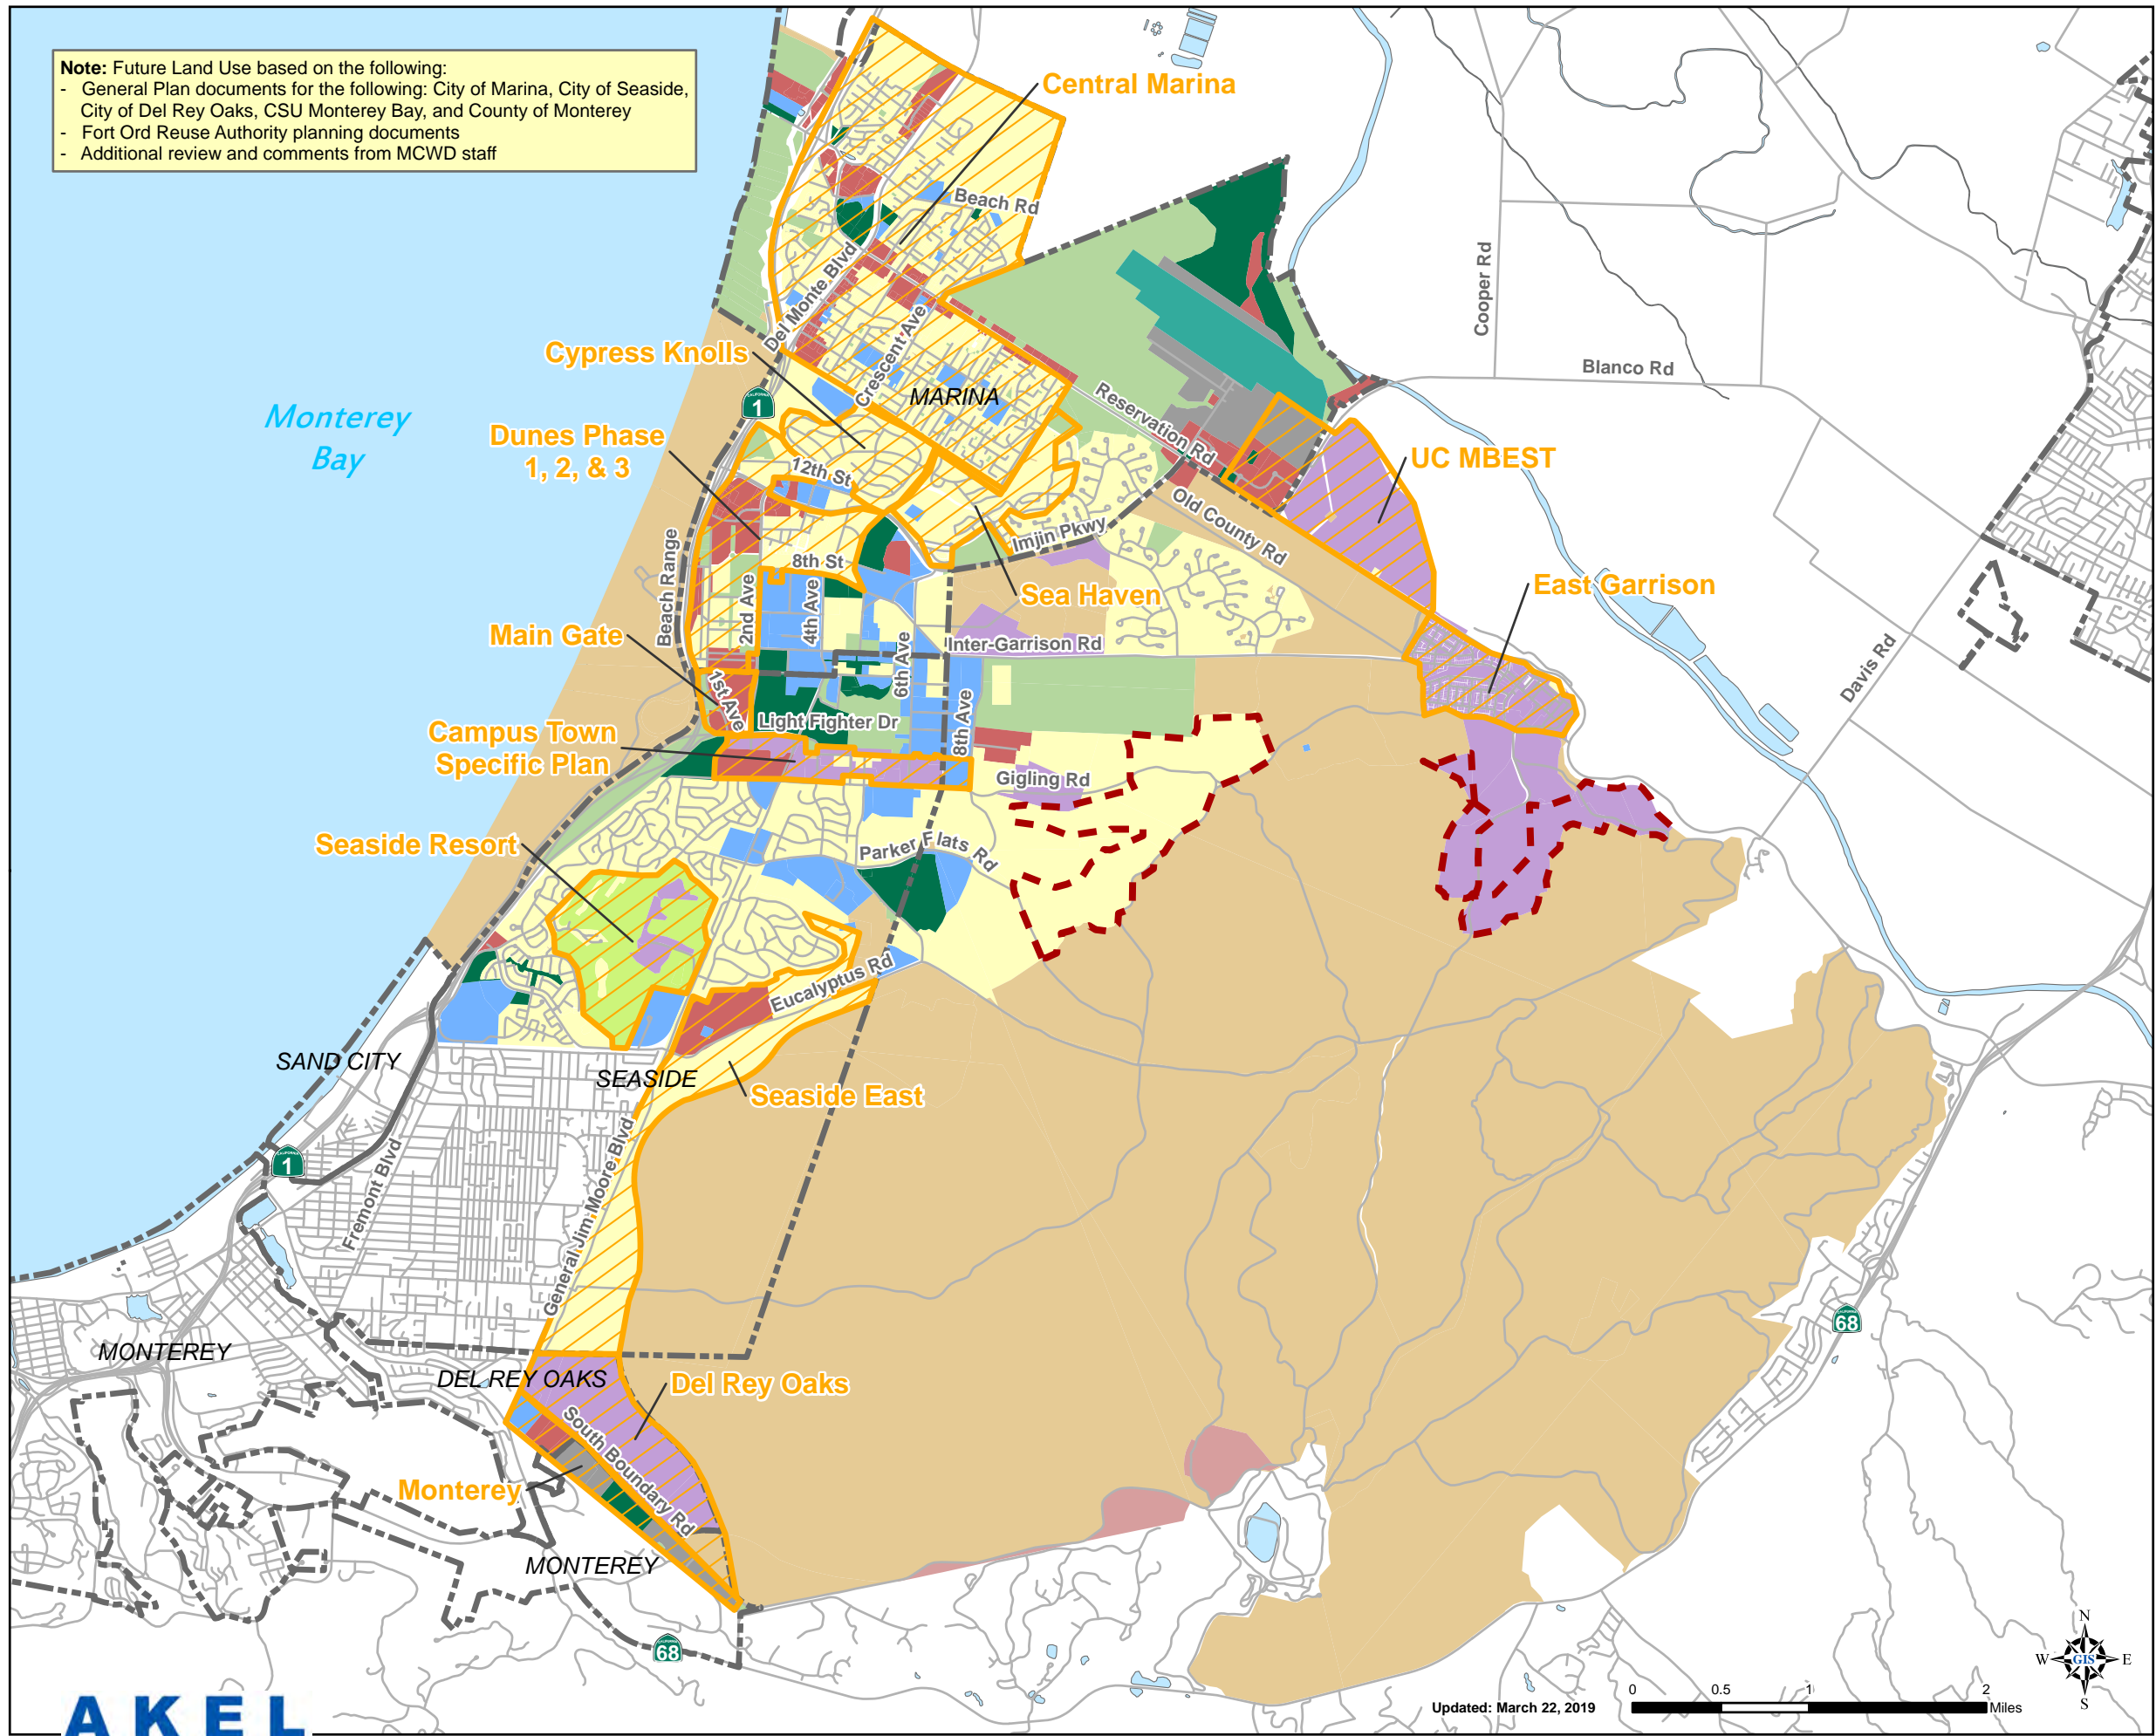 Note: Future Land Use based on the following:
- General Plan documents for the following: City of Marina, City of Seaside,
City of Del Rey Oaks, CSU Monterey Bay, and County of Monterey
- Fort Ord Reuse Authority planning documents
- Additional review and comments from MCWD staff
Central Marina
Beach Rd
Del Monte Blvd
Cooper Rd
Cypress Knolls
Crescent Ave
Blanco Rd
MARINA
1
Monterey
Bay
Reservation Rd
Dunes Phase
1, 2, & 3
12th St
UC MBEST
Old County Rd
Imjin Pkwy
8th St
Beach Range
2nd Ave
4th Ave
Sea Haven
East Garrison
Main Gate
6th Ave
Inter-Garrison Rd
Davis Rd
1st Ave
Light Fighter Dr
8th Ave
Campus Town
Specific Plan
Gigling Rd
Seaside Resort
Parker Flats Rd
Eucalyptus Rd
SAND CITY
SEASIDE
Seaside East
1
Fremont Blvd
General Jim Moore Blvd
CALIFORNIA
68
MONTEREY
DEL REY OAKS
Del Rey Oaks
South Boundary Rd
Monterey
MONTEREY
68
N
W GIS E
S
0 0.5 1 2
Miles
Updated: March 22, 2019
AKEL